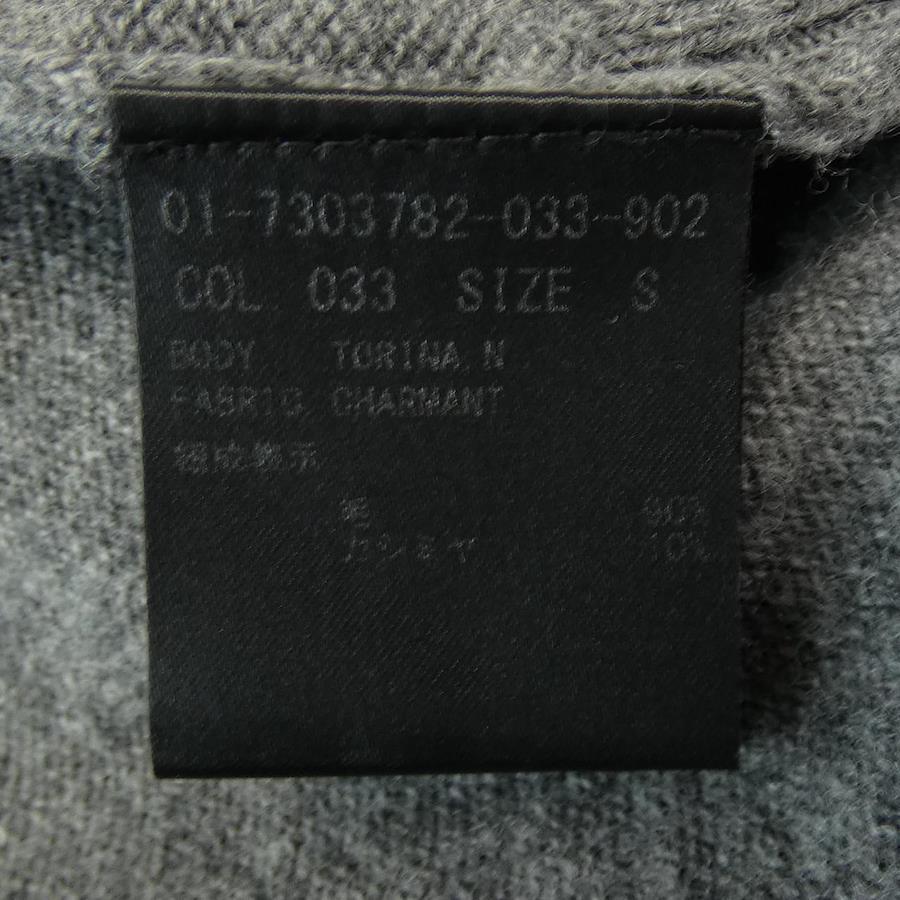 01-7303782-033-902
COL 033 SIZE S
BODY TORINA.N
FABRIC CHARMANT
組成表示
毛 90%
カシミヤ 10%